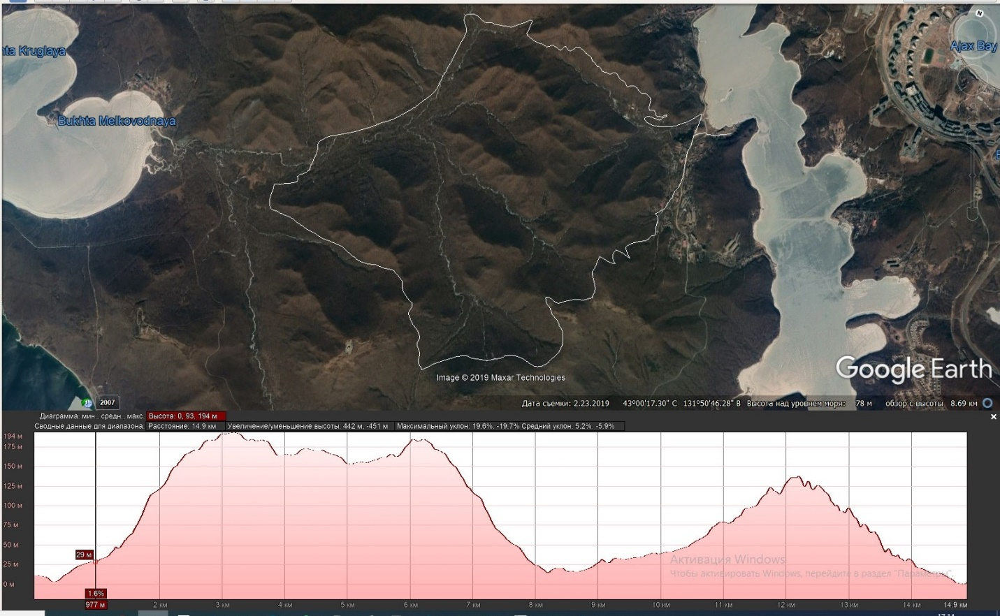 nta Kruglaya
Ajax Bay
Bukhta Melkovodnaya
N
Google Earth
Image © 2019 Maxar Technologies
2007
Дата съемки: 2.23.2019 43°00'17.30" С 131°50'46.28" В Высота над уровнем моря: 78 м обзор с высоты 8.69 км
Диаграмма: мин., средн., макс. Высота: 0, 93, 194 м
Сводные данные для диапазона: Расстояние: 14.9 км Увеличение/уменьшение высоты: 442 м, -451 м Максимальный уклон: 19.6%, -19.7% Средний уклон: 5.2%, -5.9%
194 м
175 м
150 м
125 м
100 м
75 м
50 м
25 м
0 м
29 м
1.6%
977 м
2 км 3 км 4 км 5 км 6 км 7 км 8 км 9 км 10 км 11 км 12 км 13 км 14 км 14.9 км
Активация Windows
Чтобы активировать Windows, перейдите в раздел "Параметры".